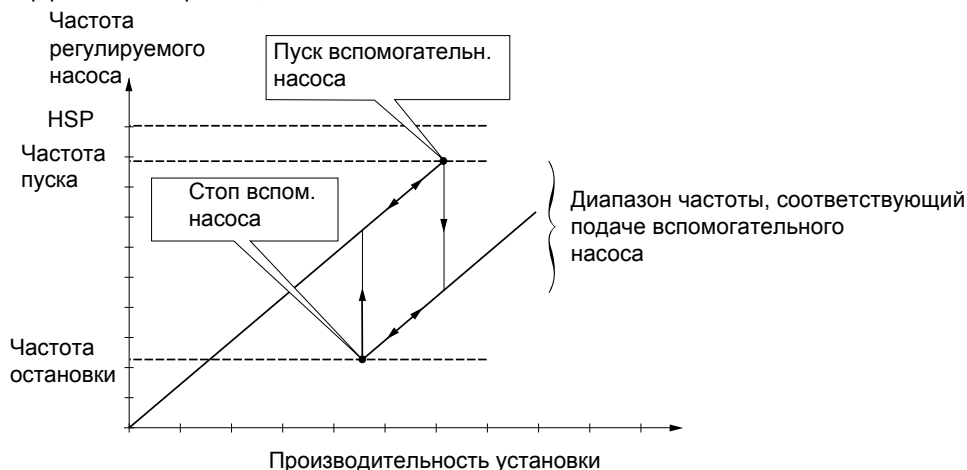 Частота
регулируемого
насоса
Пуск вспомогательн.
насоса
HSP
Частота
пуска
Стоп вспом.
насоса
Диапазон частоты, соответствующий
подаче вспомогательного
насоса
Частота
остановки
Производительность установки